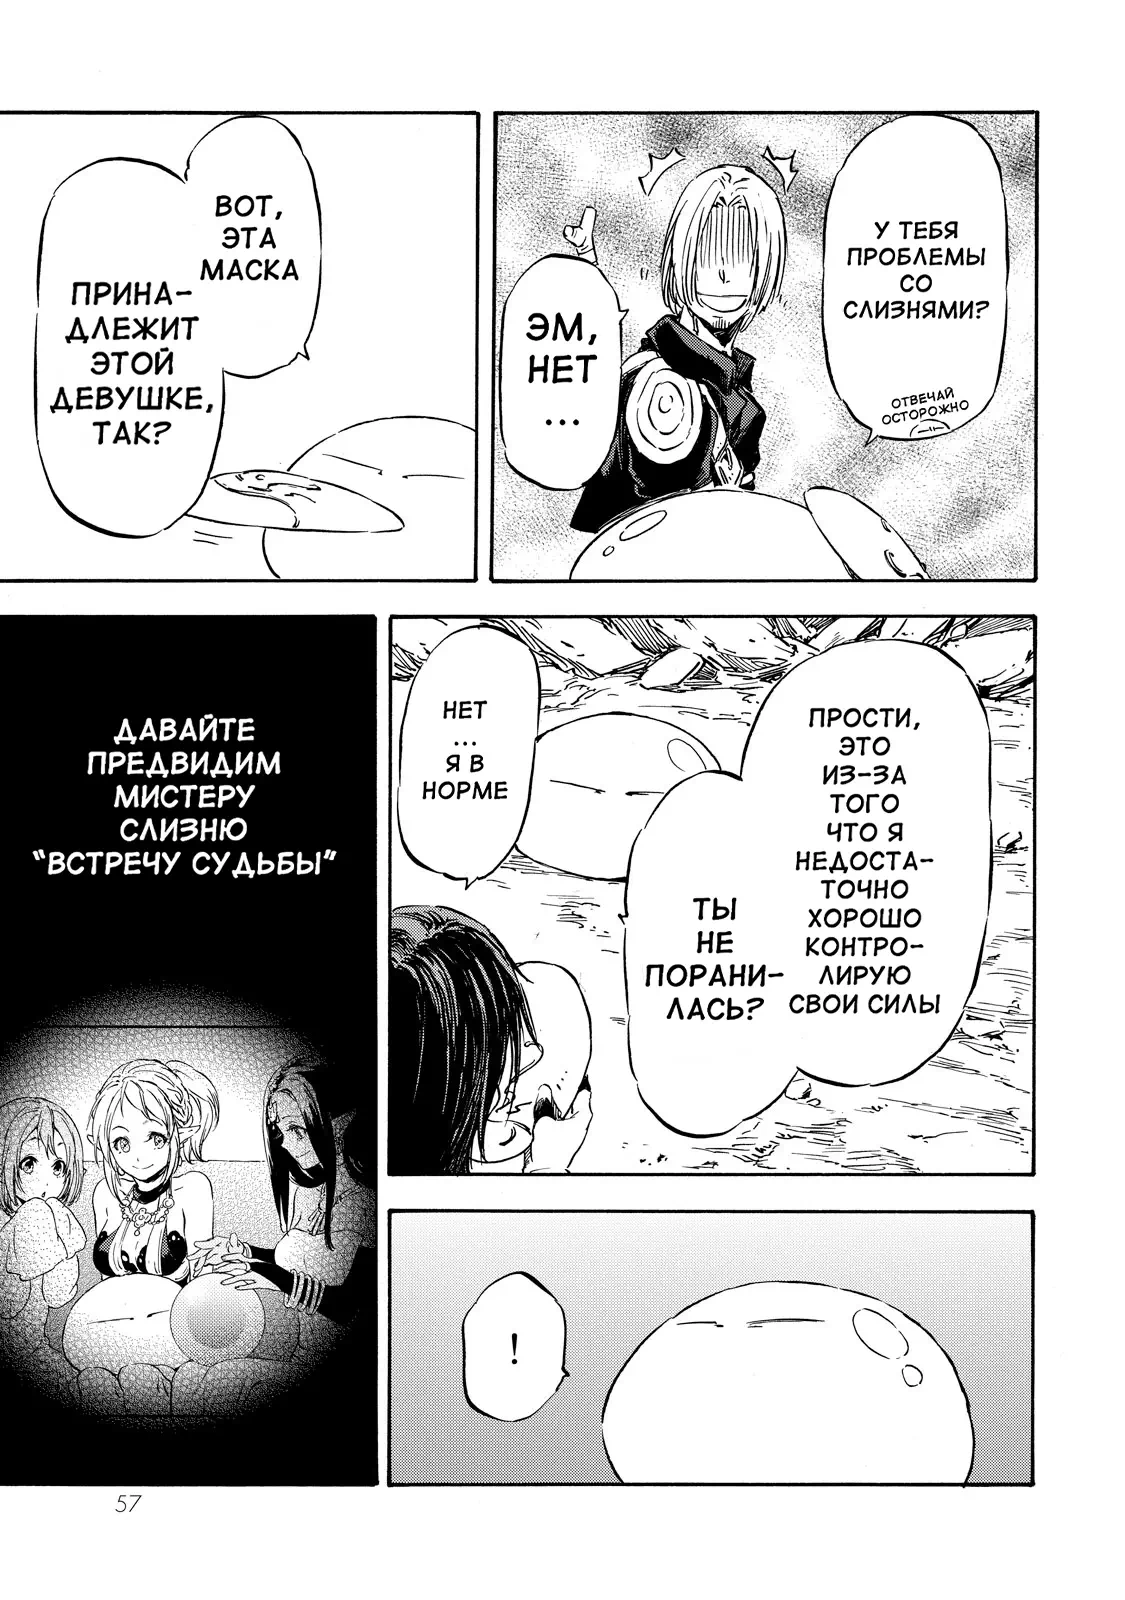 У ТЕБЯ
ПРОБЛЕМЫ
СО
СЛИЗНЯМИ?
ОТВЕЧАЙ
ОСТОРОЖНО
ЭМ,
НЕТ
...
ВОТ,
ЭТА
МАСКА
ПРИНА-
ДЛЕЖИТ
ЭТОЙ
ДЕВУШКЕ,
ТАК?
ПРОСТИ,
ЭТО
ИЗ-ЗА
ТОГО
ЧТО Я
НЕДОСТА-
ТОЧНО
ХОРОШО
КОНТРО-
ЛИРУЮ
СВОИ СИЛЫ
ТЫ
НЕ
ПОРАНИ-
ЛАСЬ?
НЕТ
...
Я В
НОРМЕ
!
ДАВАЙТЕ
ПРЕДВИДИМ
МИСТЕРУ
СЛИЗНЮ
"ВСТРЕЧУ СУДЬБЫ"
57